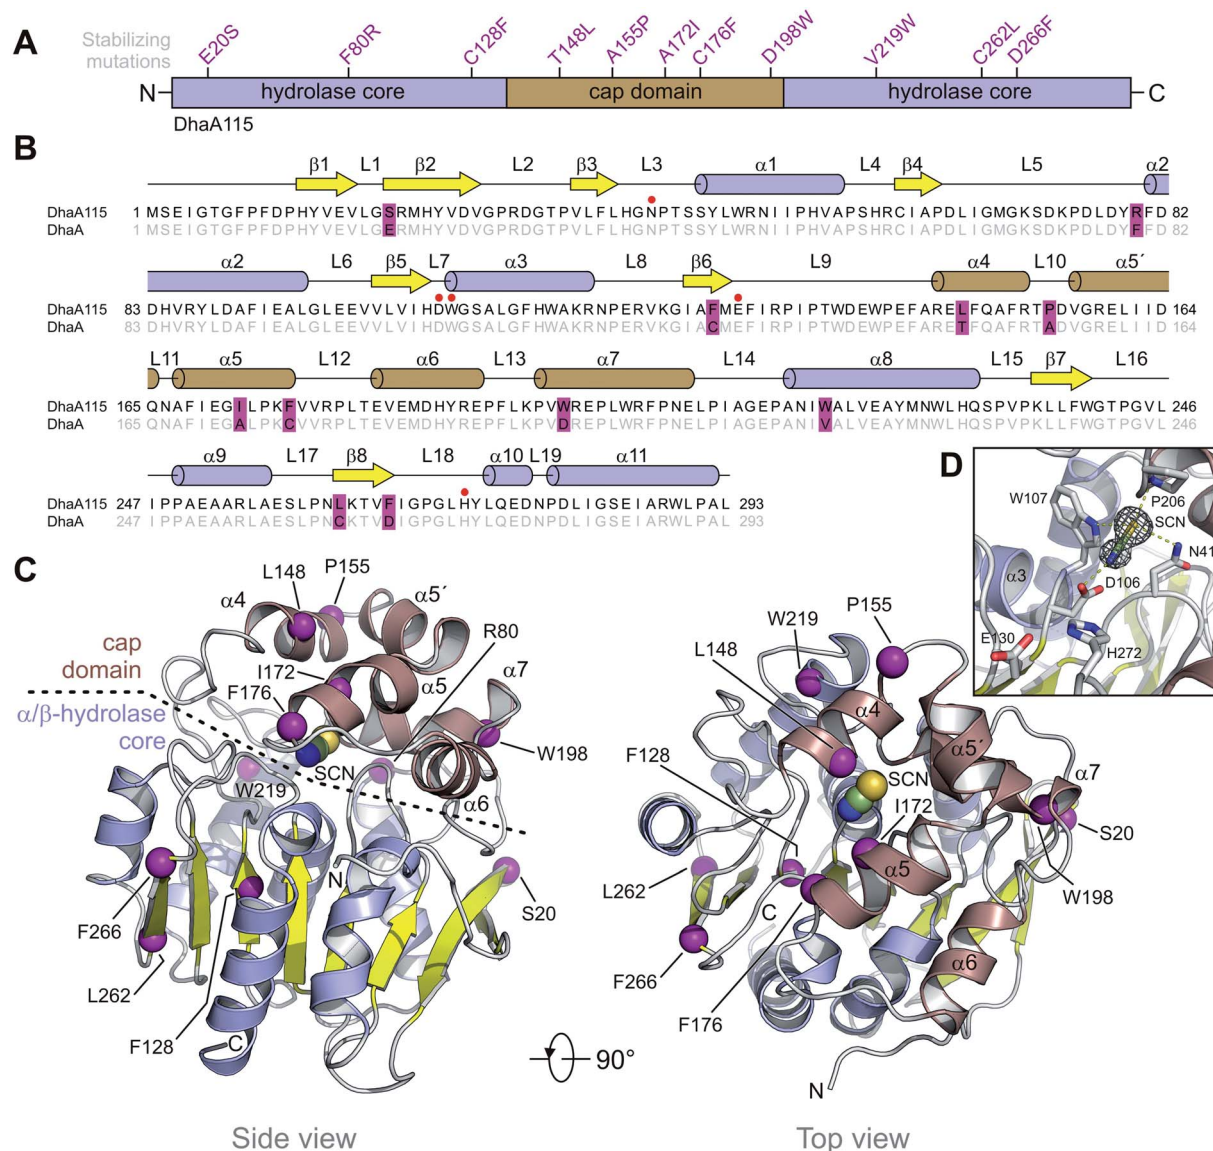 A
Stabilizing
mutations
E20S F80R C128F T148L A155P A172I C176F D198W V219W C262L D266F
N hydrolase core cap domain hydrolase core C
DhaA115
B
β1 L1 β2 L2 β3 L3 α1 L4 β4 L5 α2
DhaA115 1 MSEIGTGFPFDPHYVEVLGSRMHYVDVGPRDGTPVLFLHGNPTSSYLWRNIIPHVAPSHRCIAPDLIGMGKSDKPDLDYRFD 82
DhaA 1 MSEIGTGFPFDPHYVEVLGERMHYVDVGPRDGTPVLFLHGNPTSSYLWRNIIPHVAPSHRCIAPDLIGMGKSDKPDLDYFFD 82
α2 L6 β5 L7 α3 L8 β6 L9 α4 L10 α5´
DhaA115 83 DHVRYLDAFIEALGLEEVVLVIHDWGSALGFHWAKRNPERVKGIAFMEFIRPIPTWDEWPEFARELFQAFRTPDVGRELIID 164
DhaA 83 DHVRYLDAFIEALGLEEVVLVIHDWGSALGFHWAKRNPERVKGIACMEFIRPIPTWDEWPEFARETFQAFRTADVGRELIID 164
L11 α5 L12 α6 L13 α7 L14 α8 L15 β7 L16
DhaA115 165 QNAFIEGILPKFVVRPLTEVEMDHYREPFLKPVWREPLWRFPNELPIAGEPANIWALVEAYMNWLHQSPVPKLLFWGTPGVL 246
DhaA 165 QNAFIEGALPKCVVRPLTEVEMDHYREPFLKPVDREPLWRFPNELPIAGEPANIVALVEAYMNWLHQSPVPKLLFWGTPGVL 246
α9 L17 β8 L18 α10 L19 α11
DhaA115 247 IPPAEAARLAESLPNLKTVFIGPGLHYLQEDNPDLIGSEIARWLPAL 293
DhaA 247 IPPAEAARLAESLPNCKTVDIGPGLHYLQEDNPDLIGSEIARWLPAL 293
D
W107
P206
SCN
N41
α3
D106
E130
H272
C
L148
P155
α4
α5´
R80
cap
domain
I172
F176
α5
α7
α/β-hydrolase
core
W198
SCN
W219
α6
N
S20
F266
L262
F128
C
90°
Side view
W219
P155
L148
α4
F128
SCN
α5´
α7
I172
S20
α5
L262
W198
C
F266
α6
F176
N
Top view